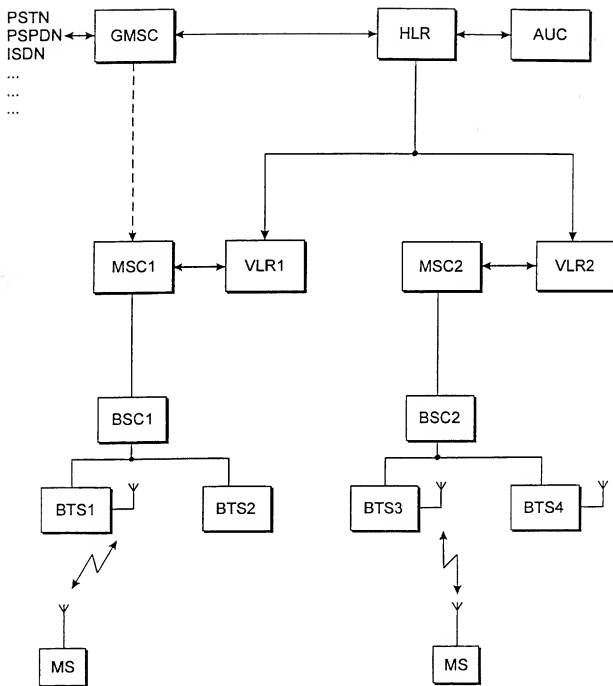 PSTN
PSPDN
ISDN
...
...
...
GMSC
HLR
AUC
MSC1
VLR1
MSC2
VLR2
BSC1
BSC2
BTS1
BTS2
BTS3
BTS4
MS
MS